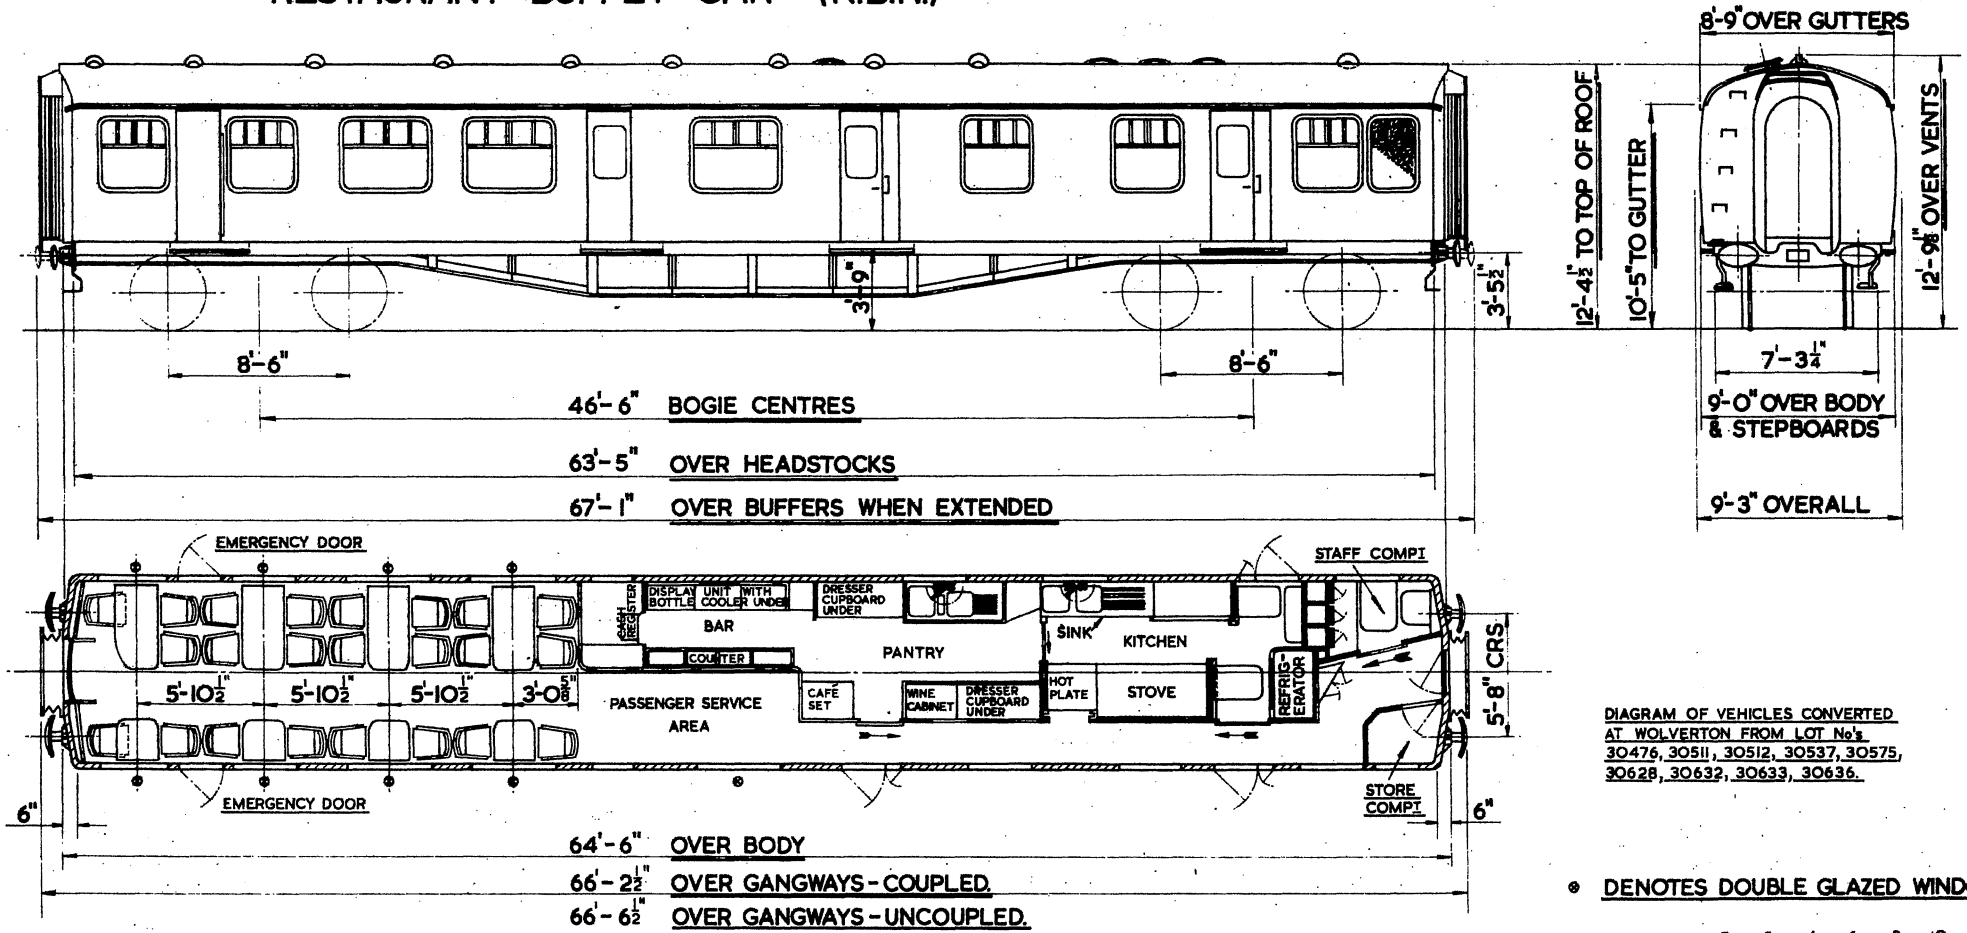 RESTAURANT BUFFET CAR (R.B.R.)
8'-9" OVER GUTTERS
12'-4½" TO TOP OF ROOF
10'-5" TO GUTTER
12'-9⅛" OVER VENTS
3'-9"
3'-5½"
8'-6"
8'-6"
7'-3¼"
46'-6" BOGIE CENTRES
9'-0" OVER BODY
& STEPBOARDS
63'-5" OVER HEADSTOCKS
67'-1" OVER BUFFERS WHEN EXTENDED
9'-3" OVERALL
EMERGENCY DOOR
STAFF COMPT
CASH
REGISTER
DISPLAY UNIT WITH
BOTTLE COOLER UNDER
DRESSER
CUPBOARD
UNDER
BAR
SINK
KITCHEN
COUNTER
PANTRY
5'-10½"
5'-10½"
5'-10½"
3'-0⅝"
PASSENGER SERVICE
AREA
CAFÉ
SET
WINE
CABINET
DRESSER
CUPBOARD
UNDER
HOT
PLATE
STOVE
REFRIG-
ERATOR
5'-8" CRS
DIAGRAM OF VEHICLES CONVERTED
AT WOLVERTON FROM LOT No's
30476, 30511, 30512, 30537, 30575,
30628, 30632, 30633, 30636.
EMERGENCY DOOR
STORE
COMPT
6"
6"
64'-6" OVER BODY
66'-2½" OVER GANGWAYS-COUPLED.
66'-6½" OVER GANGWAYS-UNCOUPLED.
⊗ DENOTES DOUBLE GLAZED WIND